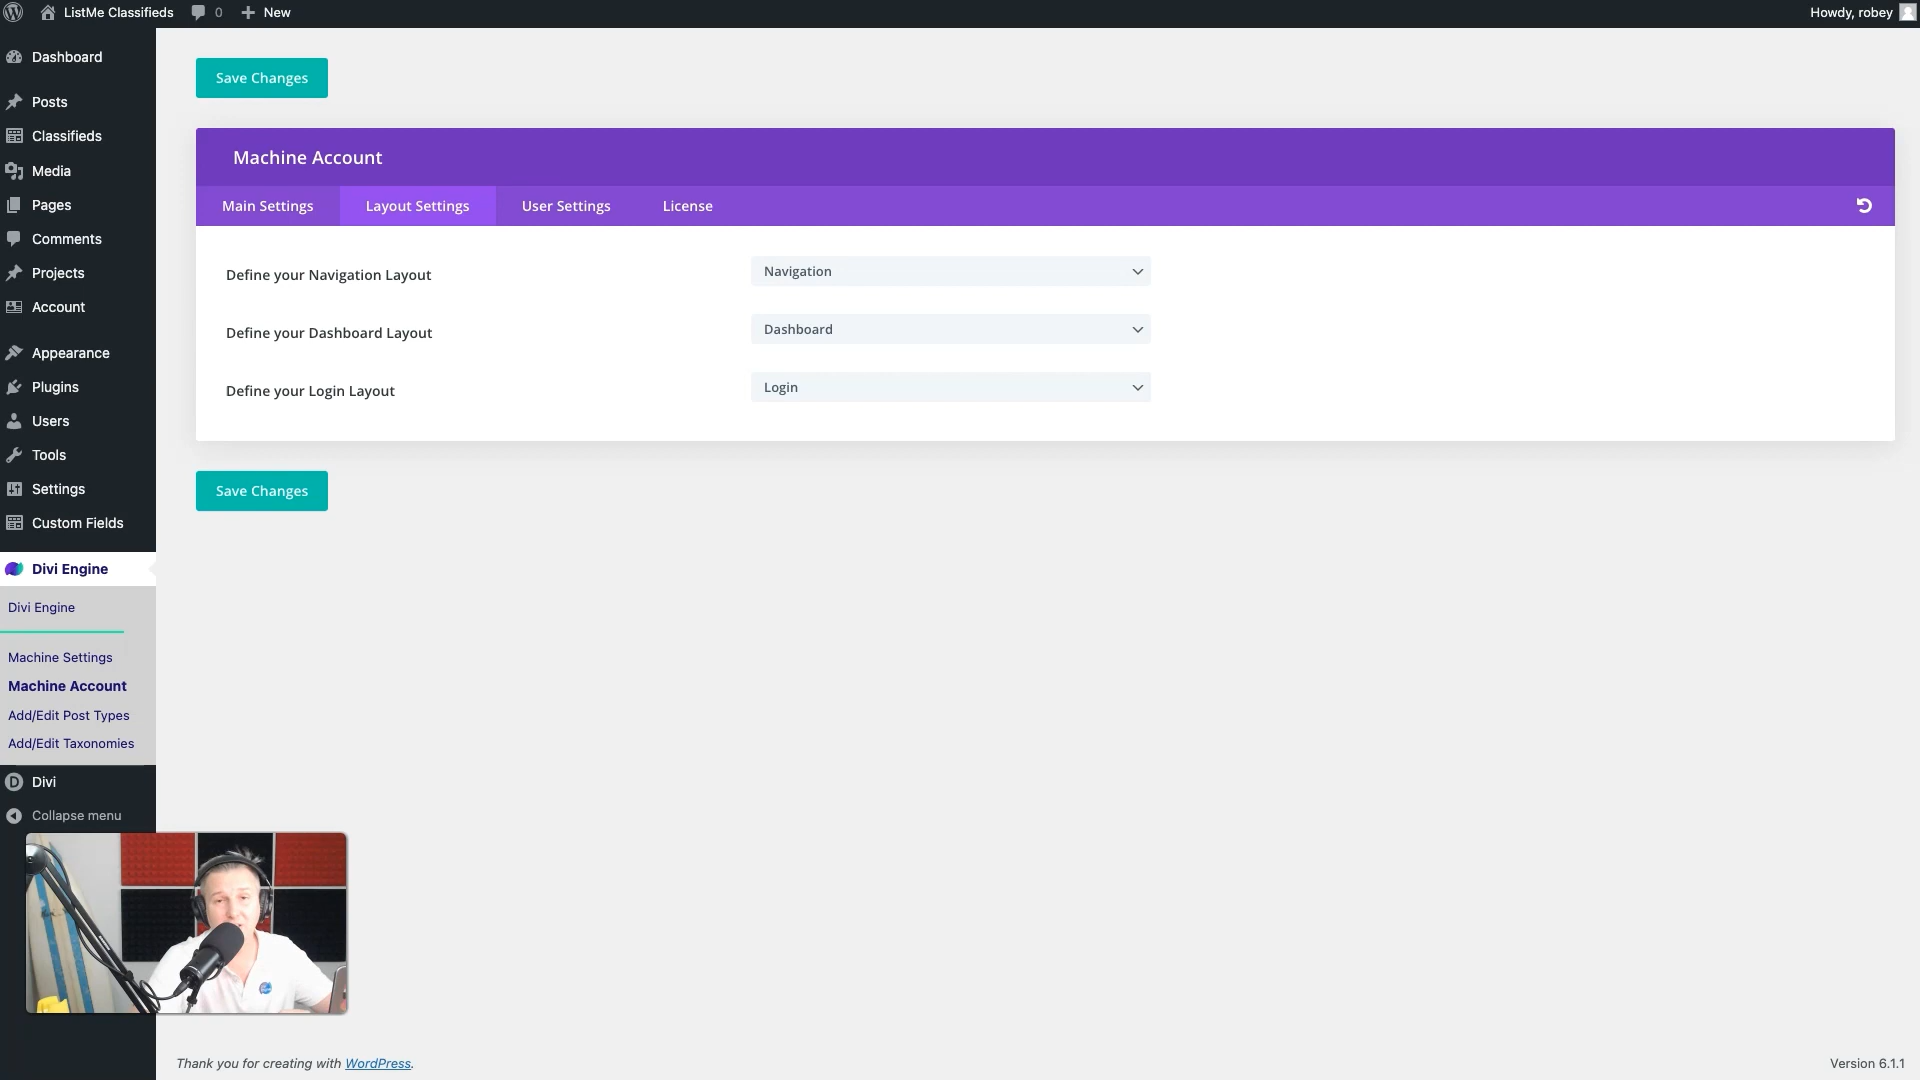 ListMe Classifieds
0
New
Howdy, robey
Dashboard
Posts
Classifieds
Media
Pages
Comments
Projects
Account
Appearance
Plugins
Users
Tools
Settings
Custom Fields
Divi Engine
Divi Engine
Machine Settings
Machine Account
Add/Edit Post Types
Add/Edit Taxonomies
D
Divi
Collapse menu
Save Changes
Machine Account
Main Settings
Layout Settings
User Settings
License
Define your Navigation Layout
Navigation
Define your Dashboard Layout
Dashboard
Define your Login Layout
Login
Save Changes
Thank you for creating with WordPress.
Version 6.1.1